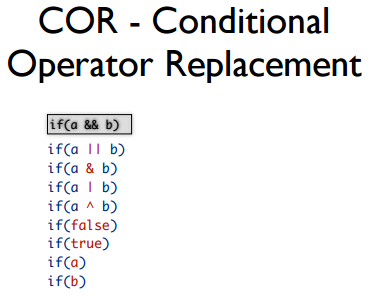 COR - Conditional
Operator Replacement
if(a && b)
if(a || b)
if(a & b)
if(a | b)
if(a ^ b)
if(false)
if(true)
if(a)
if(b)